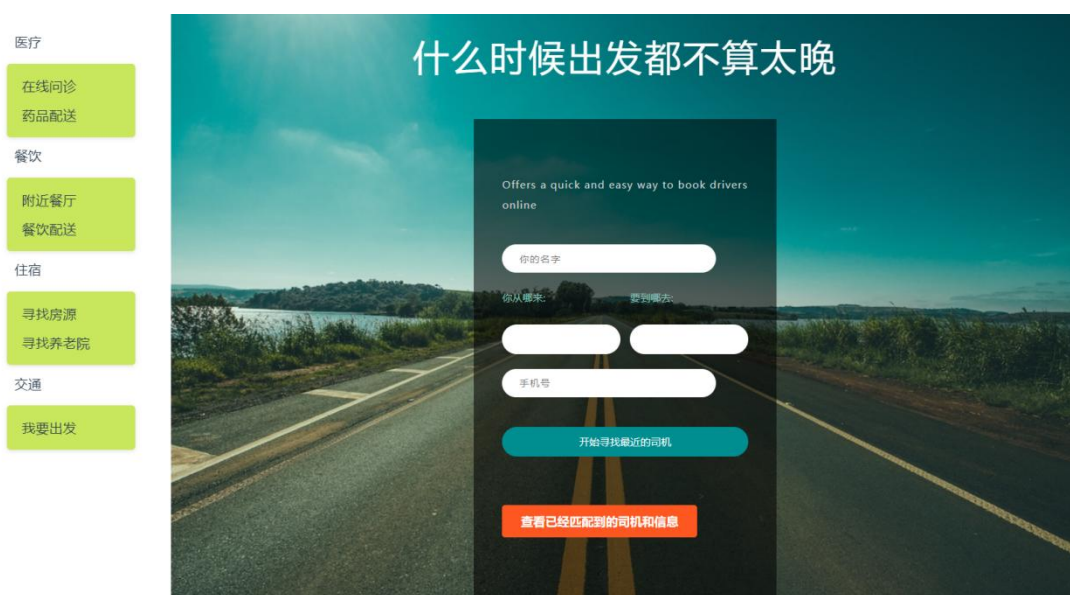 医疗
在线问诊
药品配送
餐饮
附近餐厅
餐饮配送
住宿
寻找房源
寻找养老院
交通
我要出发
什么时候出发都不算太晚
Offers a quick and easy way to book drivers
online
你的名字
你从哪来: 要到哪去:
手机号
开始寻找最近的司机
查看已经匹配到的司机和信息